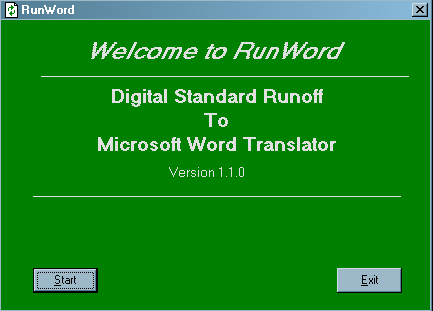 RunWord
Welcome to RunWord
Digital Standard Runoff
To
Microsoft Word Translator
Version 1.1.0
Start
Exit